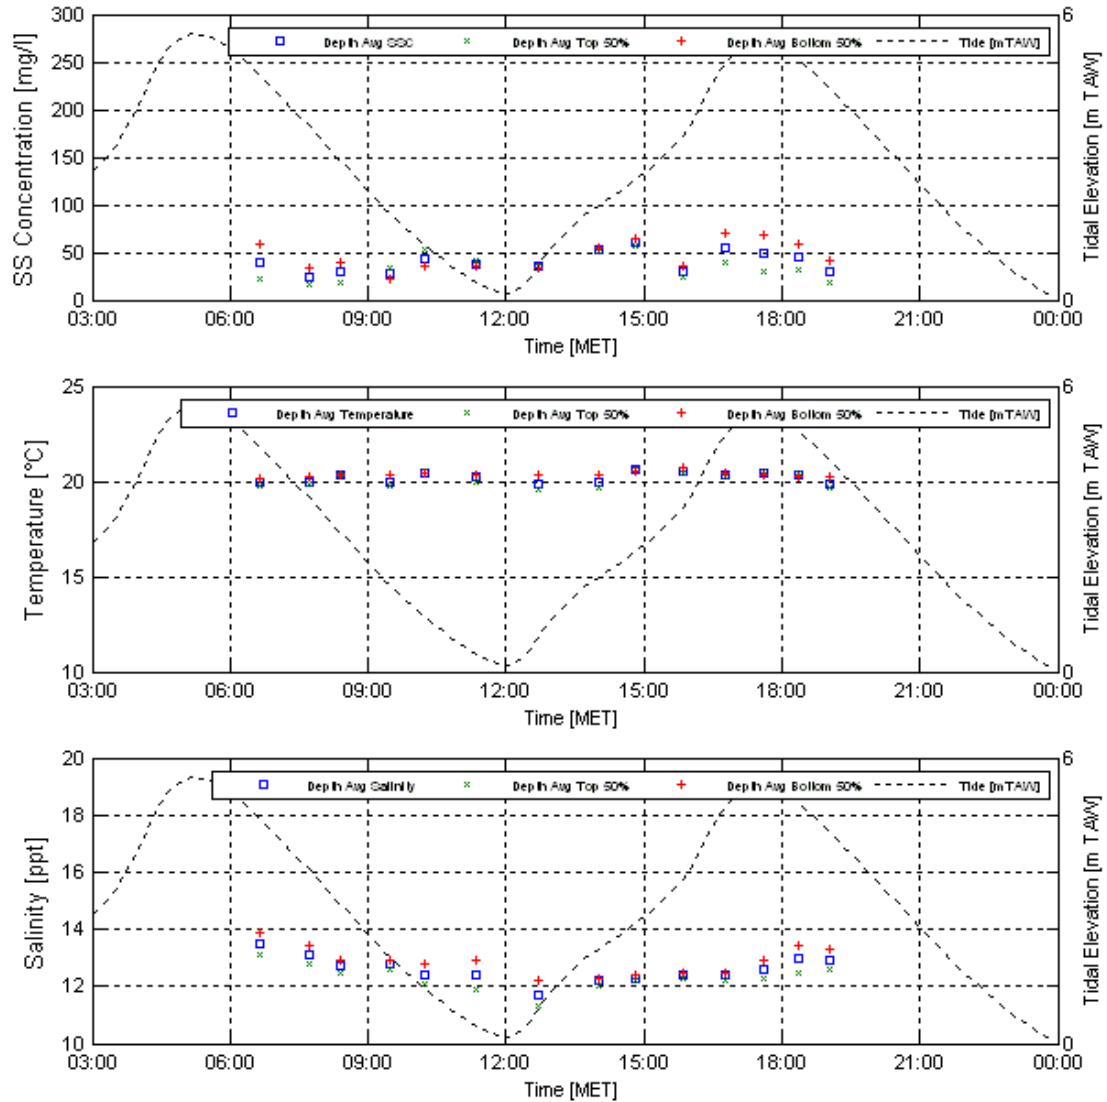 300
6
Depth Avg SSC
Depth Avg Top 50%
Depth Avg Bottom 50%
Tide [mTAW]
250
200
150
100
50
0
0
SS Concentration [mg/l]
Tidal Elevation [m TAW]
03:00 06:00 09:00 12:00 15:00 18:00 21:00 00:00
Time [MET]
25
6
Depth Avg Temperature
Depth Avg Top 50%
Depth Avg Bottom 50%
Tide [mTAW]
20
15
10
0
Temperature [°C]
Tidal Elevation [m TAW]
03:00 06:00 09:00 12:00 15:00 18:00 21:00 00:00
Time [MET]
20
6
Depth Avg Salinity
Depth Avg Top 50%
Depth Avg Bottom 50%
Tide [mTAW]
18
16
14
12
10
0
Salinity [ppt]
Tidal Elevation [m TAW]
03:00 06:00 09:00 12:00 15:00 18:00 21:00 00:00
Time [MET]